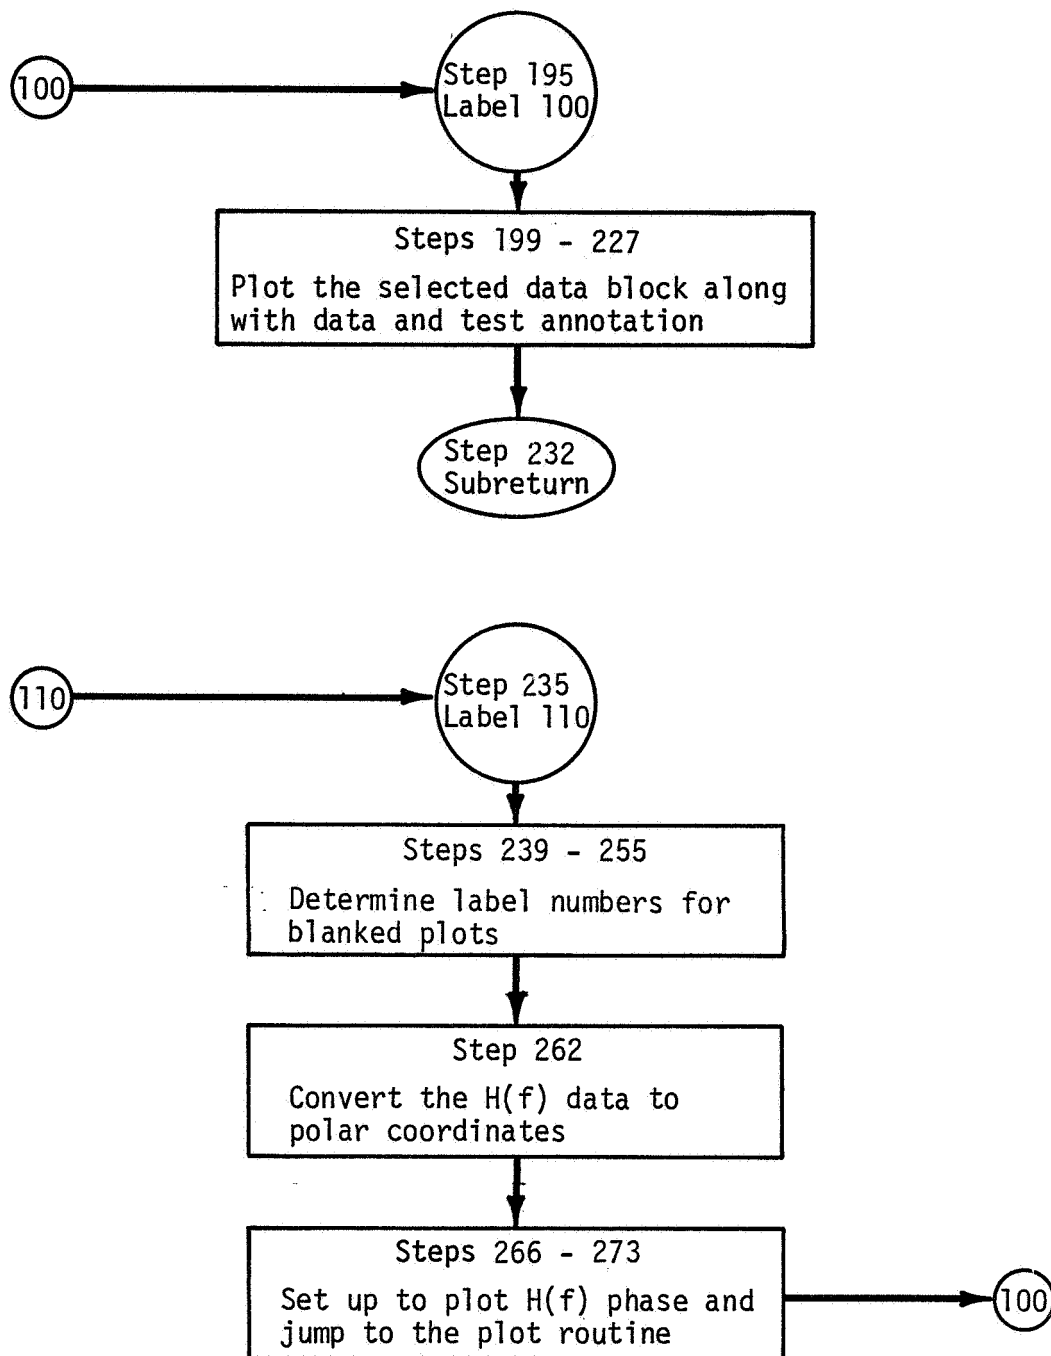 100
Step 195
Label 100
Steps 199 - 227
Plot the selected data block along
with data and test annotation
Step 232
Subreturn
110
Step 235
Label 110
Steps 239 - 255
Determine label numbers for
blanked plots
Step 262
Convert the H(f) data to
polar coordinates
Steps 266 - 273
Set up to plot H(f) phase and
jump to the plot routine
100